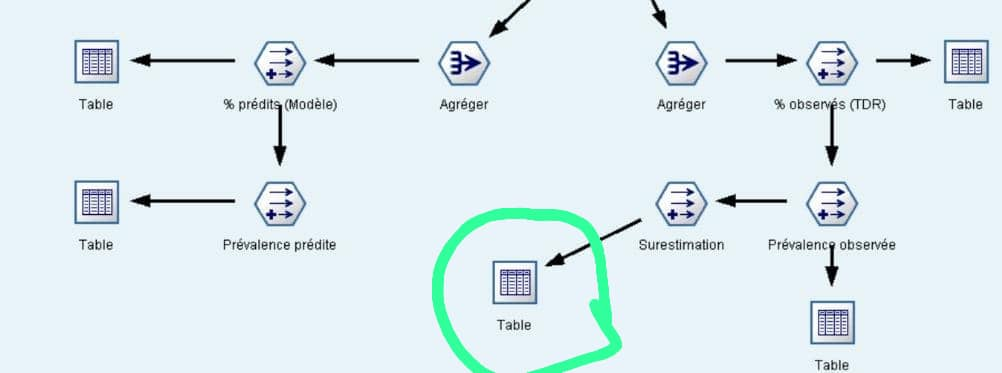 Table
% prédits (Modèle)
Agréger
Agréger
% observés (TDR)
Table
Table
Prévalence prédite
Surestimation
Prévalence observée
Table
Table